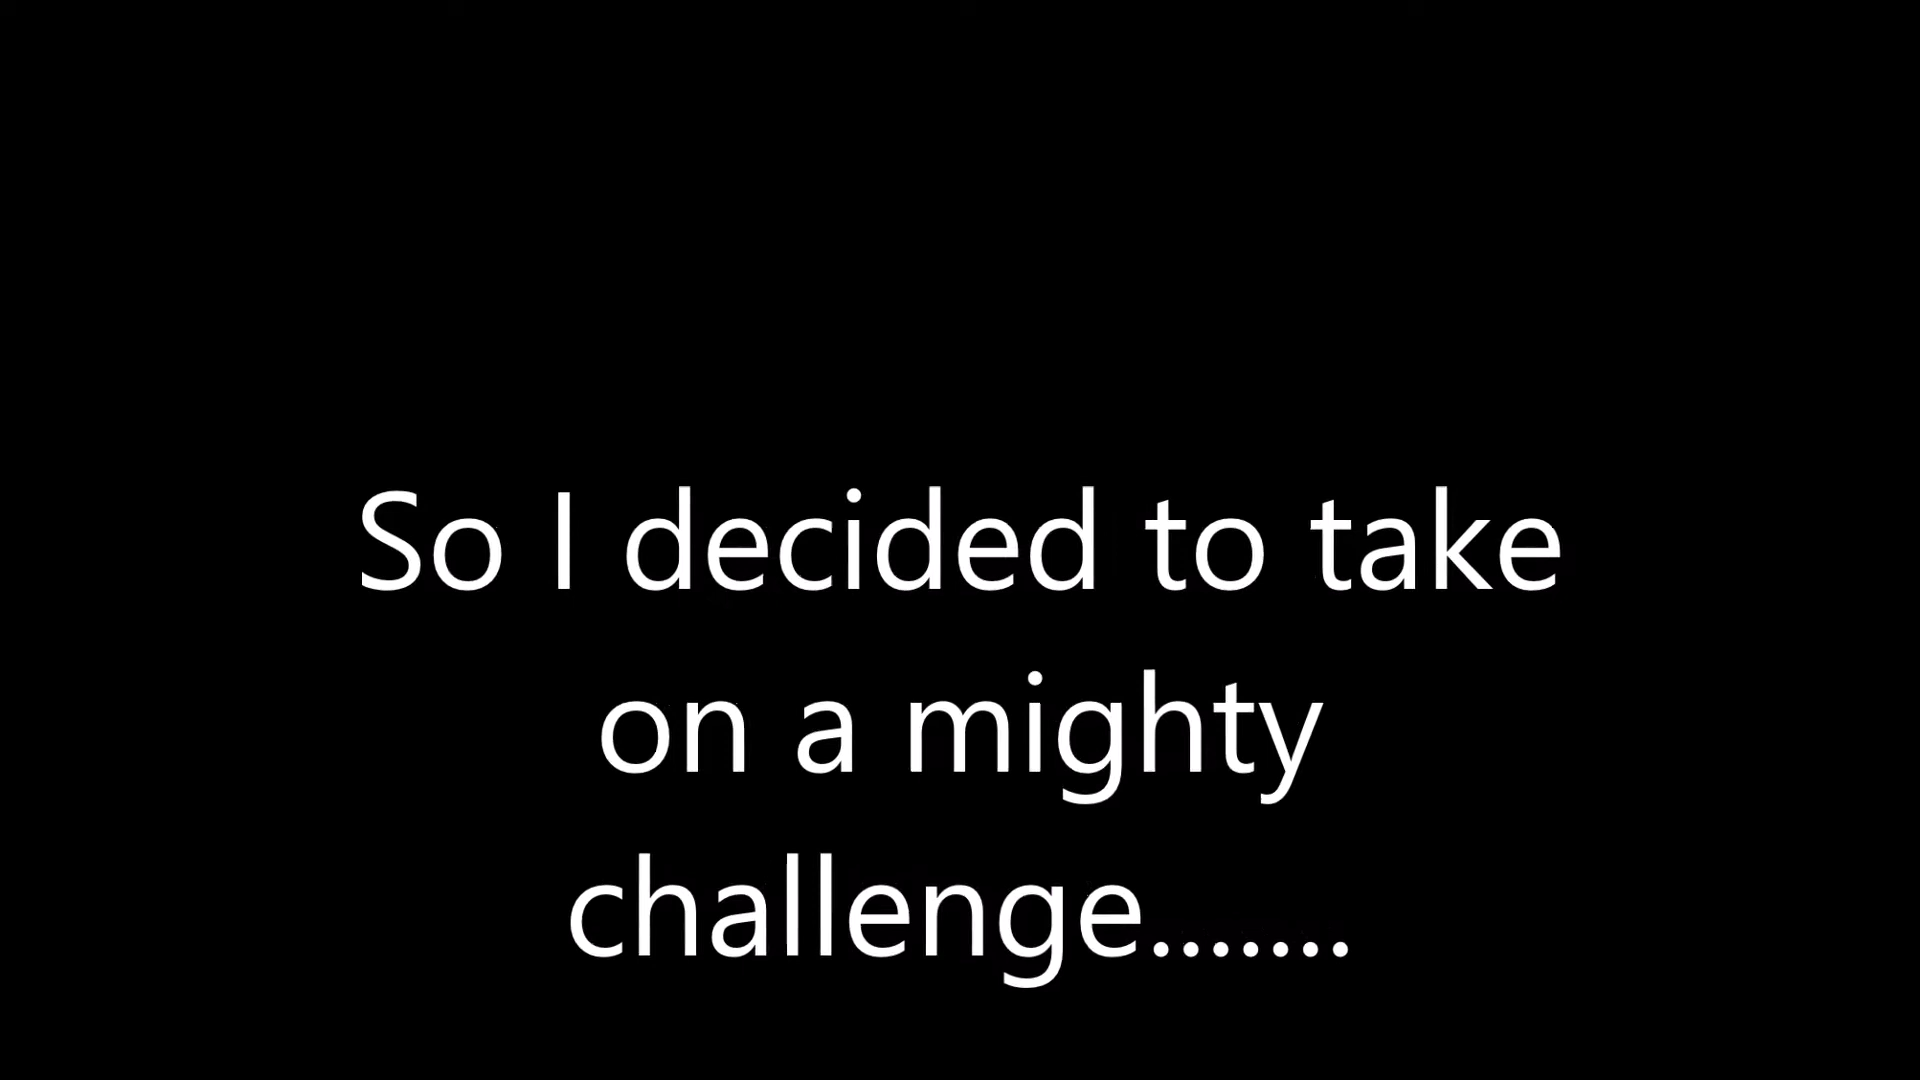 So I decided to take
on a mighty
challenge.......